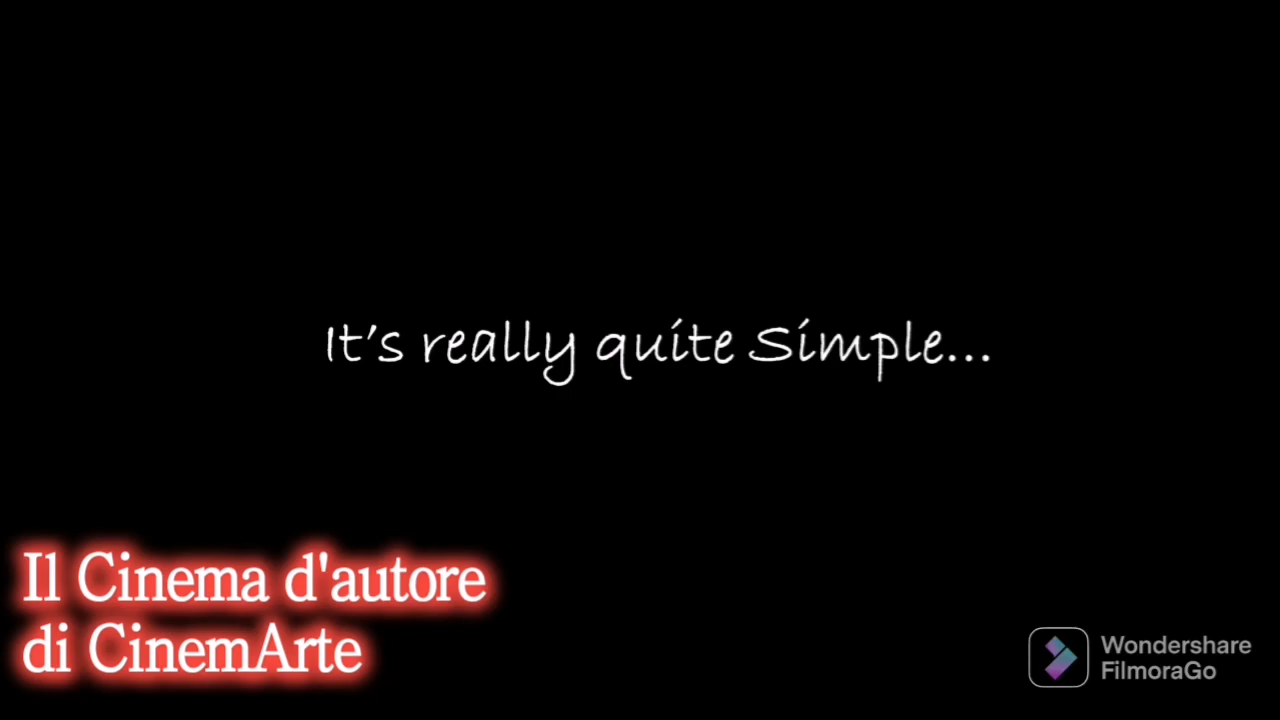 It's really quite Simple...
Il Cinema d'autore
di CinemArte
Wondershare
FilmoraGo